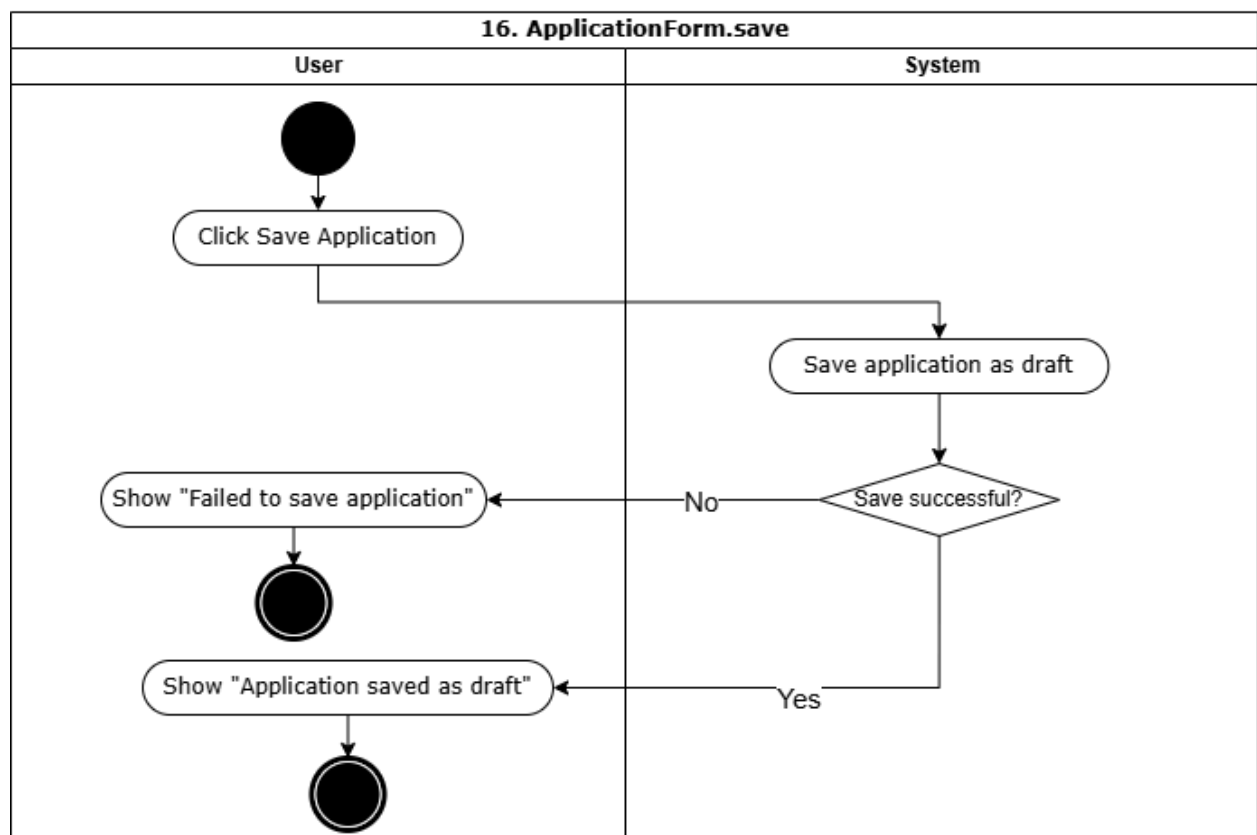 16. ApplicationForm.save
User
System
Click Save Application
Save application as draft
Show "Failed to save application"
No
Save successful?
Show "Application saved as draft"
Yes